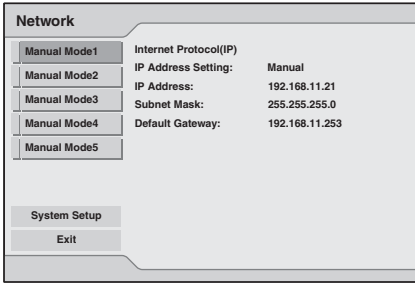 Network
Manual Mode1
Manual Mode2
Manual Mode3
Manual Mode4
Manual Mode5
System Setup
Exit
Internet Protocol(IP)
IP Address Setting: Manual
IP Address: 192.168.11.21
Subnet Mask: 255.255.255.0
Default Gateway: 192.168.11.253